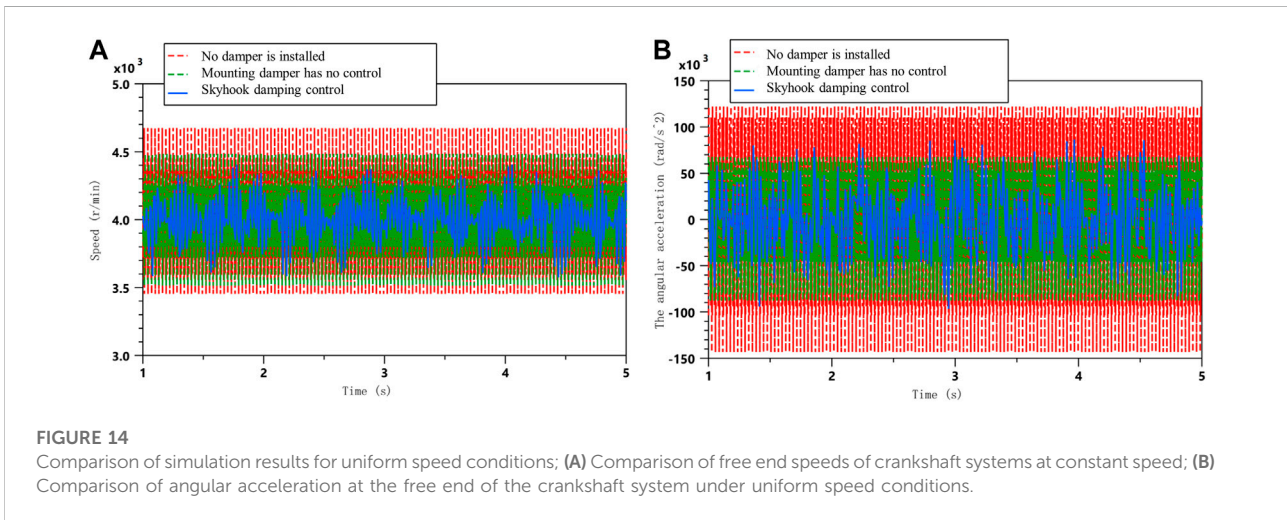 A
No damper is installed
Mounting damper has no control
Skyhook damping control
×10³
5.0
4.5
4.0
3.5
3.0
Speed (r/min)
1
2
3
4
5
Time (s)
B
No damper is installed
Mounting damper has no control
Skyhook damping control
×10³
150
100
50
0
-50
-100
-150
The angular acceleration (rad/s^2)
1
2
3
4
5
Time (s)
FIGURE 14
Comparison of simulation results for uniform speed conditions; (A) Comparison of free end speeds of crankshaft systems at constant speed; (B)
Comparison of angular acceleration at the free end of the crankshaft system under uniform speed conditions.